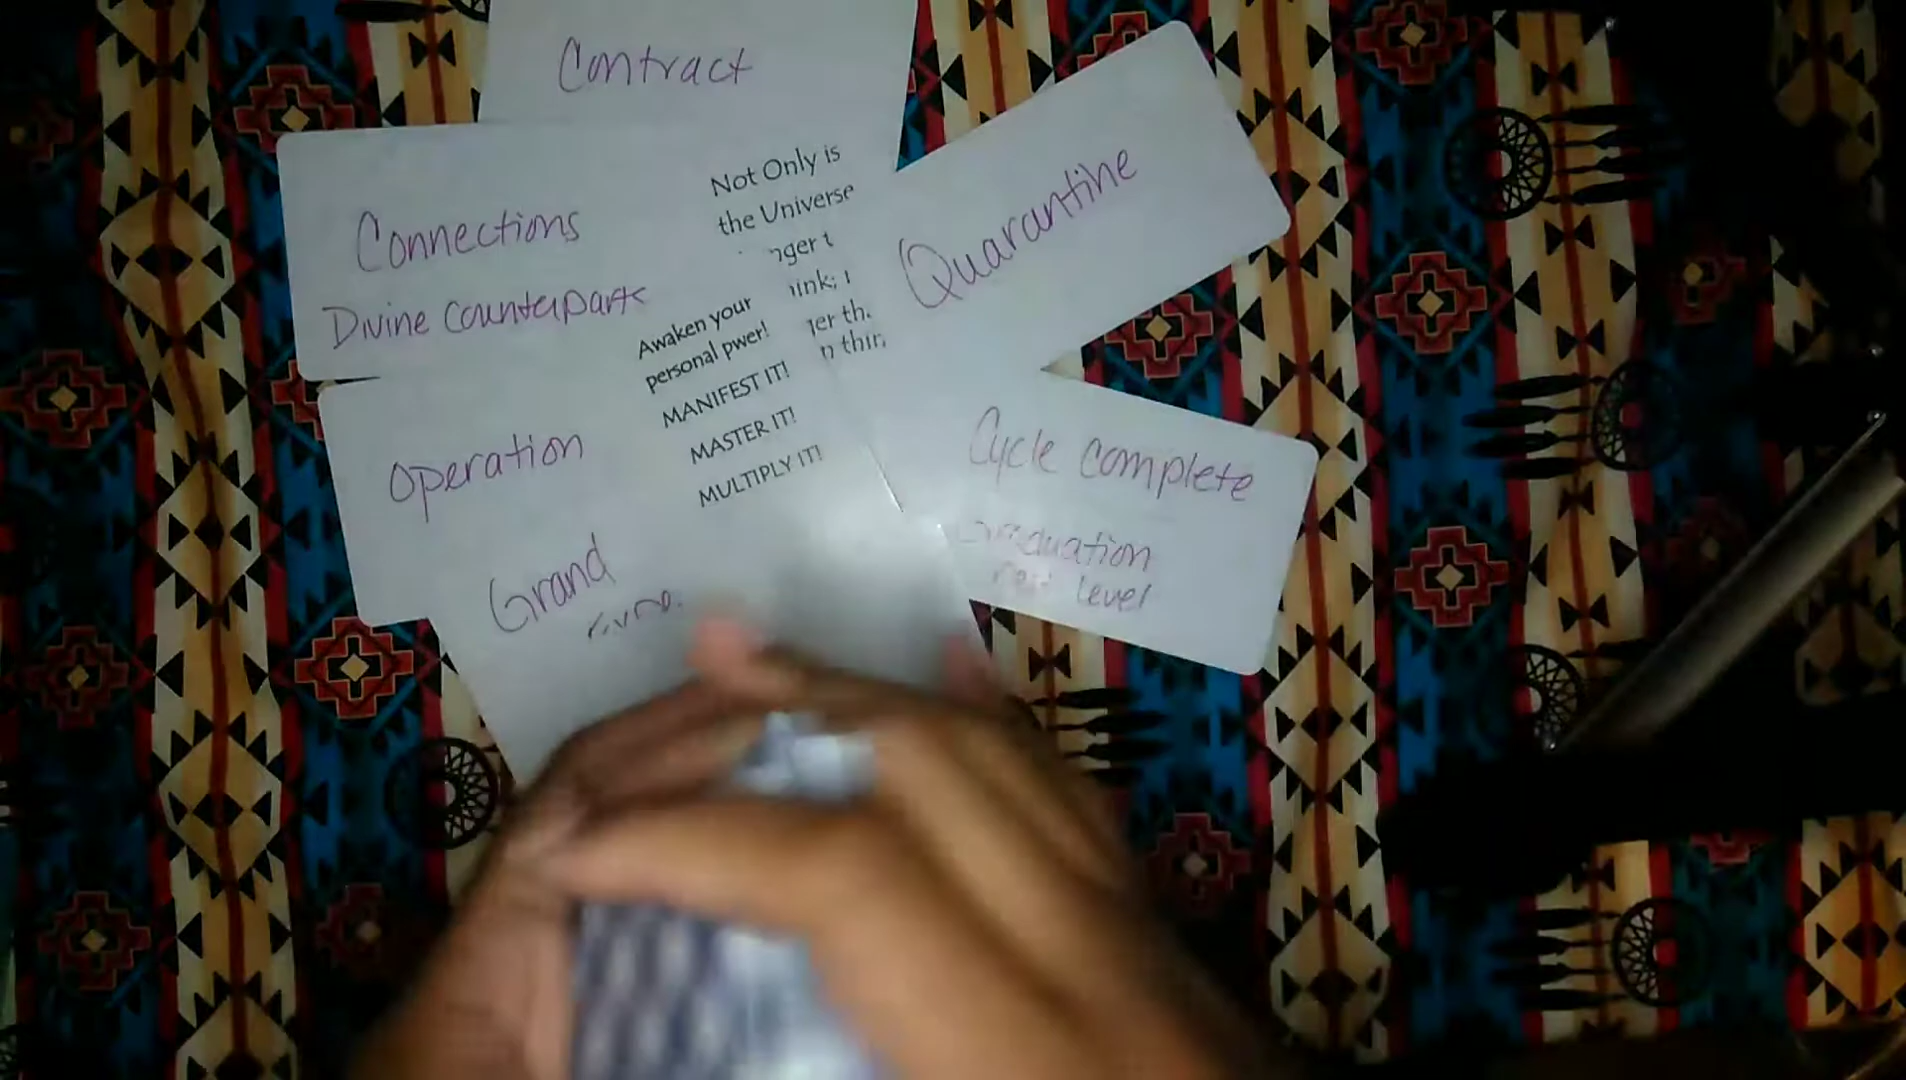 Contract
Connections
Divine Counterparts
Not Only is
the Universe
Quarantine
Awaken your
personal pwer!
MANIFEST IT!
MASTER IT!
MULTIPLY IT!
Operation
Grand
Cycle complete
Graduation
level